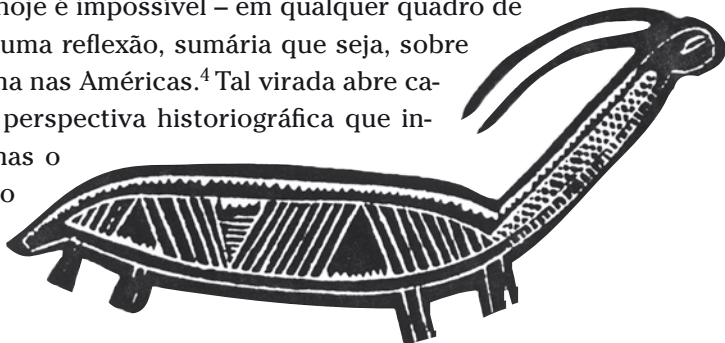 hoje é impossível – em qualquer quadro de
uma reflexão, sumária que seja, sobre
na nas Américas.⁴ Tal virada abre ca-
perspectiva historiográfica que in-
nas o
o